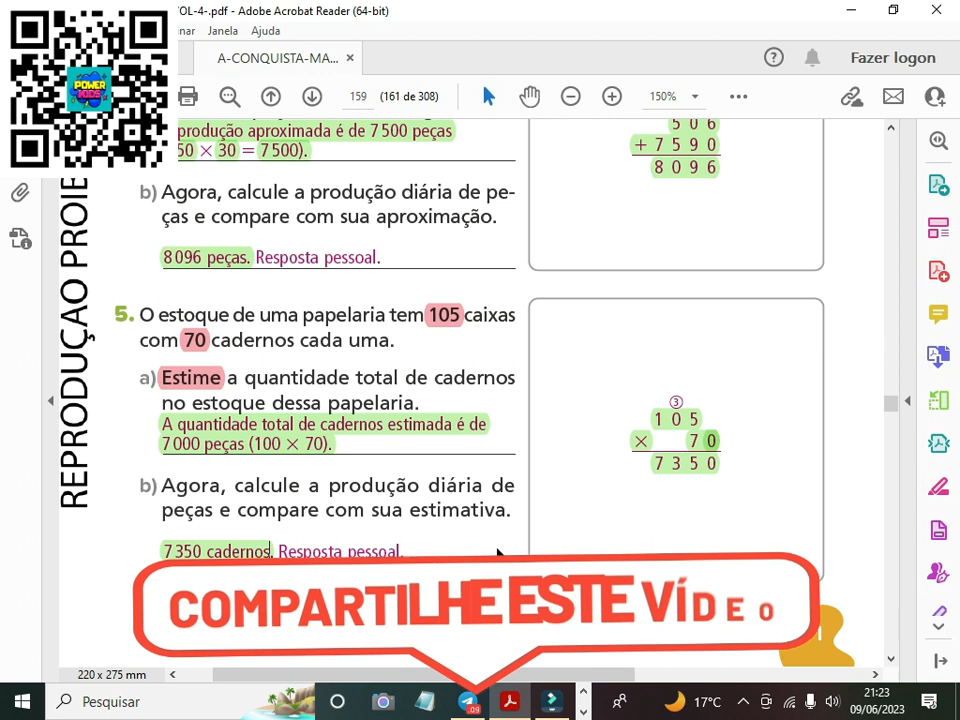 OL-4-.pdf - Adobe Acrobat Reader (64-bit)
Janela Ajuda
POWER
KIDS
A-CONQUISTA-MA...
Fazer logon
159 (161 de 308)
150%
produção aproximada é de 7 500 peças
50 × 30 = 7 500).
b) Agora, calcule a produção diária de pe-
ças e compare com sua aproximação.
8 096 peças. Resposta pessoal.
5 0 6
+ 7 5 9 0
8 0 9 6
REPRODUÇÃO PROIB
5. O estoque de uma papelaria tem 105 caixas
com 70 cadernos cada uma.
a) Estime a quantidade total de cadernos
no estoque dessa papelaria.
A quantidade total de cadernos estimada é de
7 000 peças (100 × 70).
b) Agora, calcule a produção diária de
peças e compare com sua estimativa.
7 350 cadernos. Resposta pessoal.
3
1 0 5
× 7 0
7 3 5 0
COMPARTILHE ESTE VÍDEO
220 x 275 mm
Pesquisar
09
17°C
21:23
09/06/2023